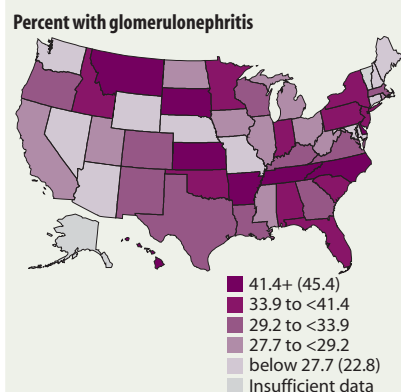 Percent with glomerulonephritis
41.4+ (45.4)
33.9 to <41.4
29.2 to <33.9
27.7 to <29.2
below 27.7 (22.8)
Insufficient data